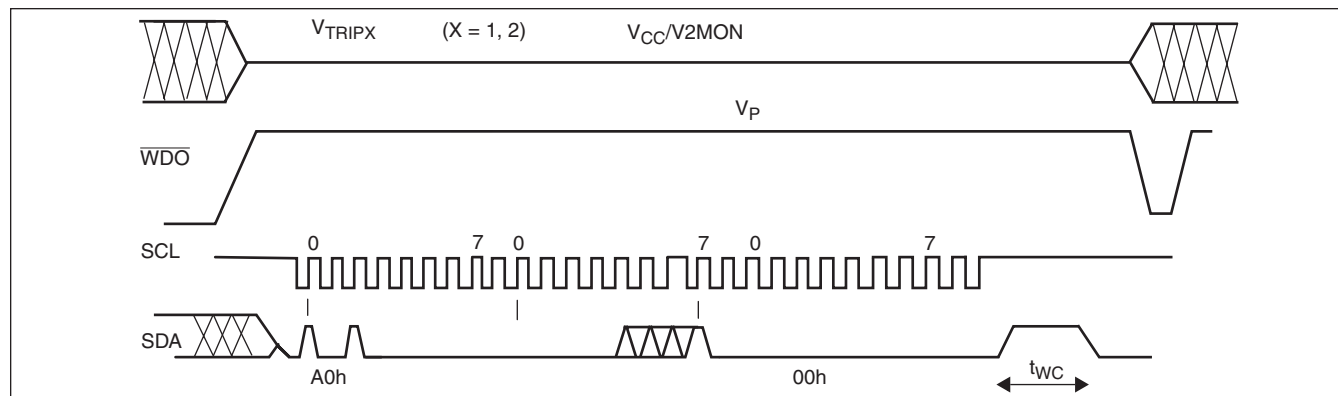 VTRIPX (X = 1, 2) VCC/V2MON
VP
WDO
0 7 0 7 0 7
SCL
SDA
A0h 00h tWC